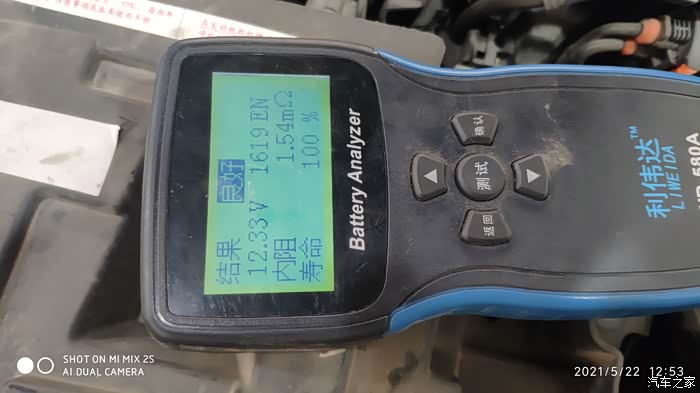 结果 良好
12.33V 1619EN
内阻 1.54mΩ
寿命 100 %
Battery Analyzer
确认
测试
返回
利伟达™
LIWEIDA
580A
SHOT ON MI MIX 2S
AI DUAL CAMERA
2021/5/22 12:53
汽车之家